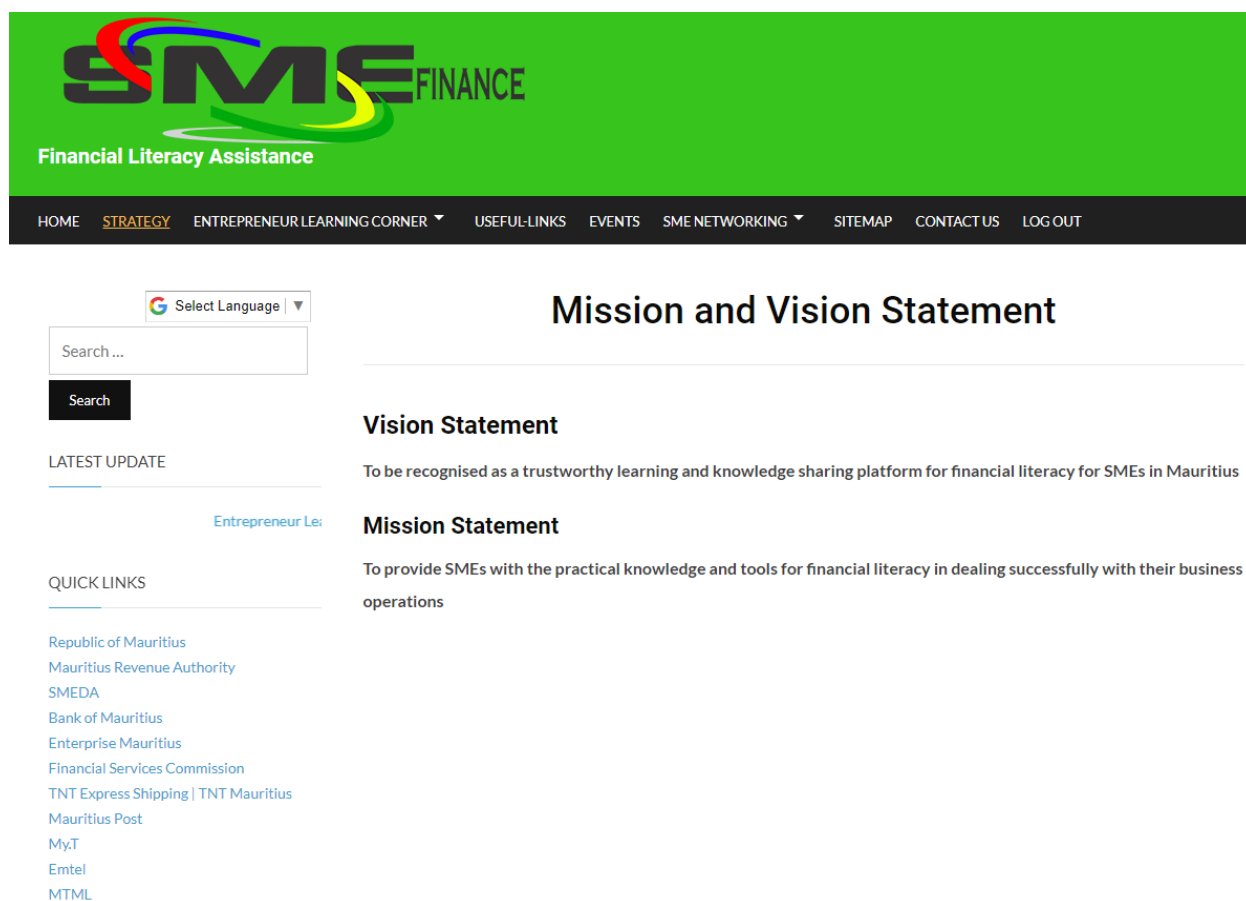 SME FINANCE
Financial Literacy Assistance
HOME STRATEGY ENTREPRENEUR LEARNING CORNER USEFUL-LINKS EVENTS SME NETWORKING SITEMAP CONTACT US LOG OUT
Select Language
Search ...
Search
LATEST UPDATE
Entrepreneur Lea
QUICK LINKS
Republic of Mauritius
Mauritius Revenue Authority
SMEDA
Bank of Mauritius
Enterprise Mauritius
Financial Services Commission
TNT Express Shipping | TNT Mauritius
Mauritius Post
My.T
Emtel
MTML
Mission and Vision Statement
Vision Statement
To be recognised as a trustworthy learning and knowledge sharing platform for financial literacy for SMEs in Mauritius
Mission Statement
To provide SMEs with the practical knowledge and tools for financial literacy in dealing successfully with their business
operations